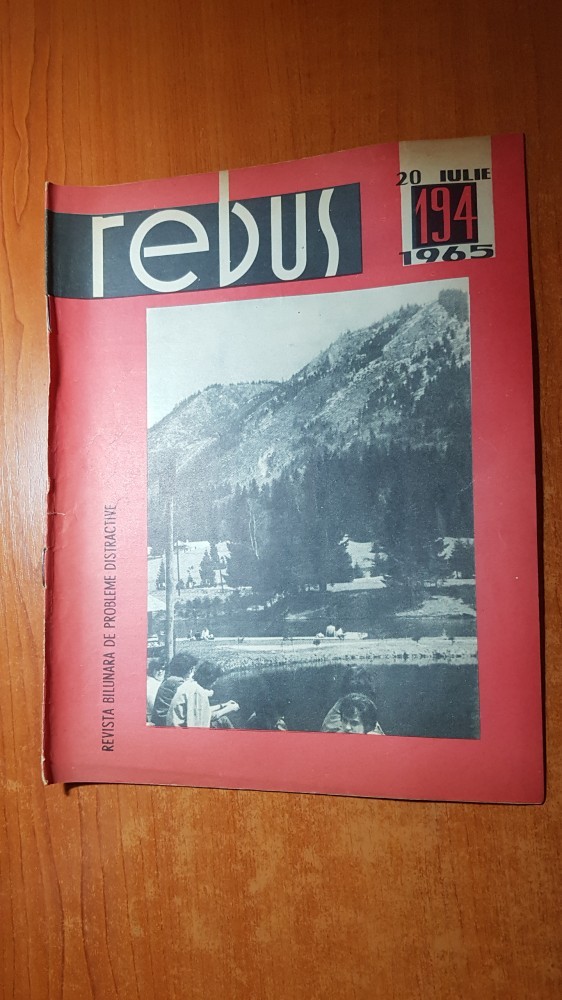 rebus
20 IULIE
194
1965
REVISTA BILUNARA DE PROBLEME DISTRACTIVE